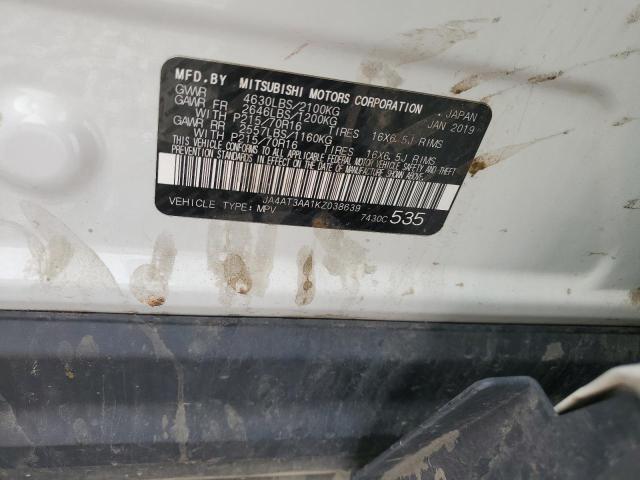 MFD.BY MITSUBISHI MOTORS CORPORATION , JAPAN
GWWR 4630LBS/2100KG JAN 2019
GAWR FR 2646LBS/1200KG
WITH P215/70R16 TIRES 16X6.5J RIMS
GAWR RR 2557LBS/1160KG
WITH P215/70R16 TIRES 16X6.5J RIMS
THIS VEHICLE CONFORMS TO ALL APPLICABLE FEDERAL MOTOR VEHICLE SAFETY AND THEFT
PREVENTION STANDARDS IN EFFECT ON THE DATE OF MANUFACTURE SHOWN ABOVE.
JA4AT3AA1KZ038639
VEHICLE TYPE: MPV 7430C 535